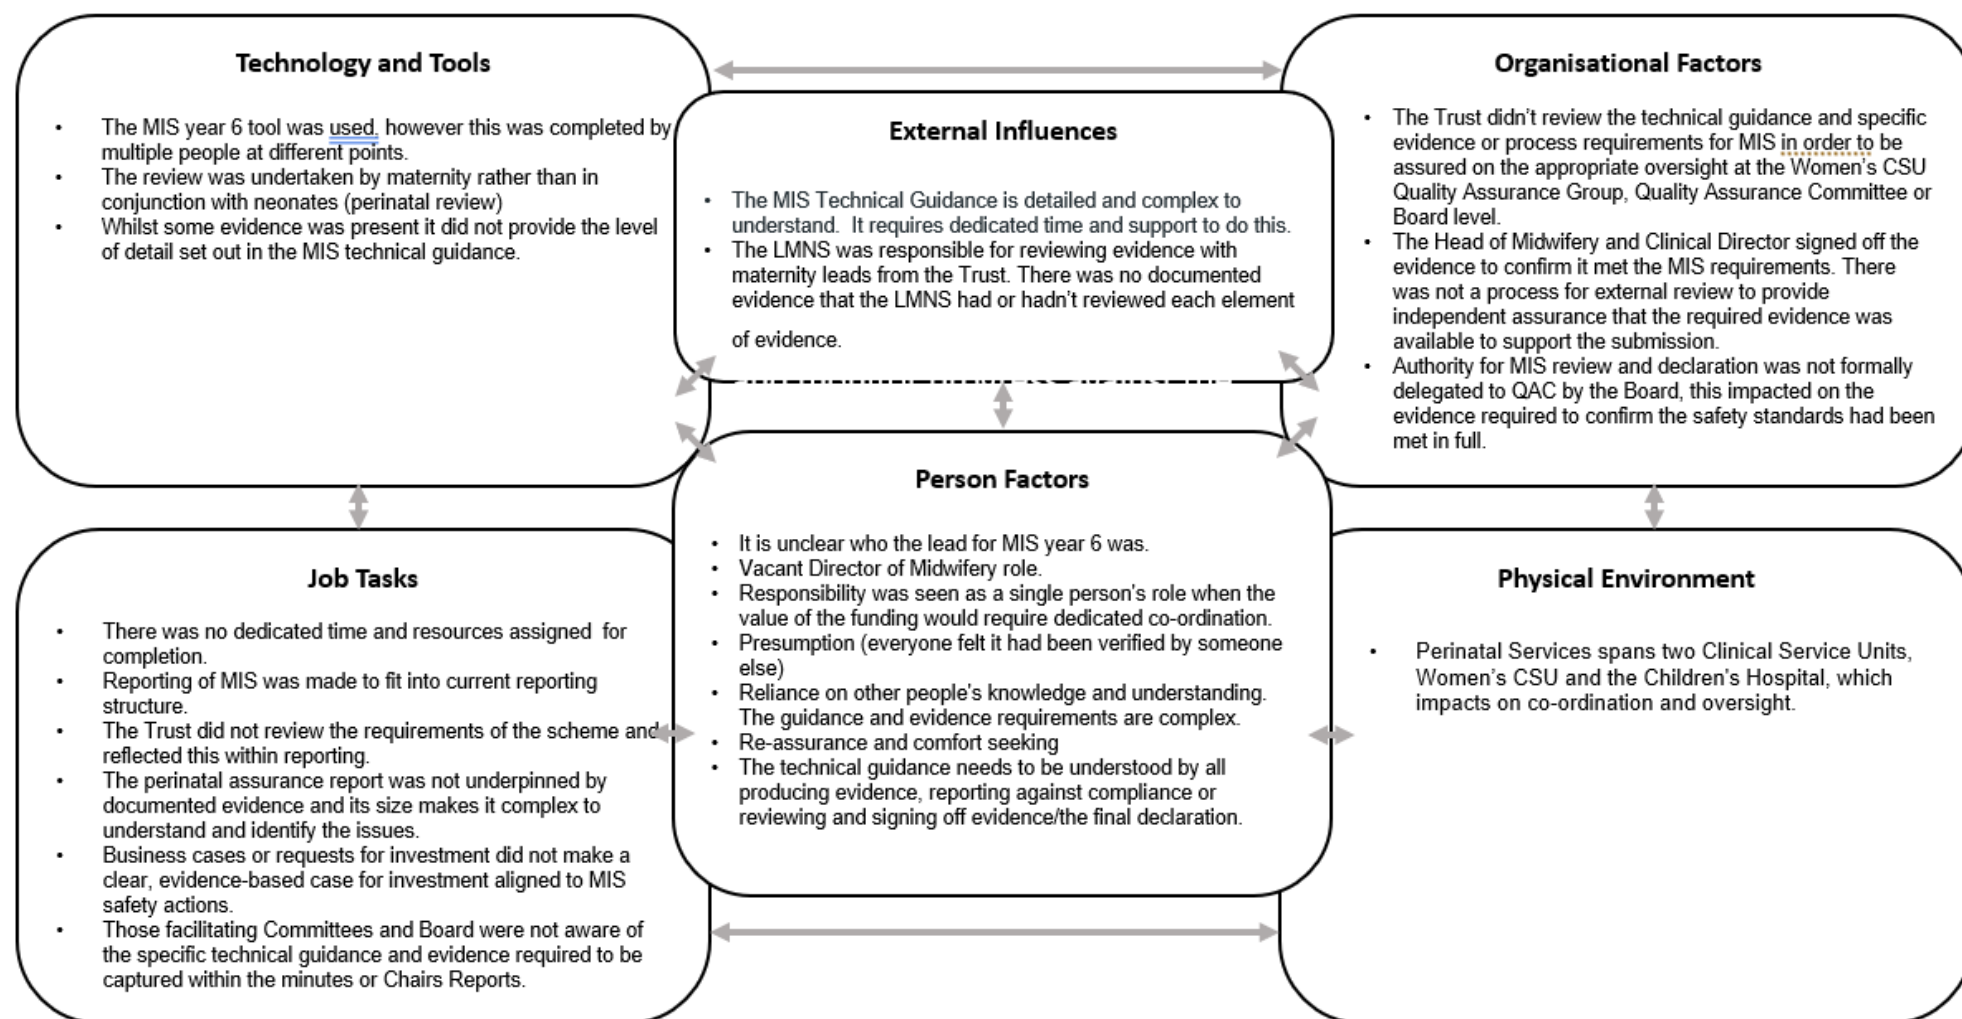 Technology and Tools
• The MIS year 6 tool was used, however this was completed by
multiple people at different points.
• The review was undertaken by maternity rather than in
conjunction with neonates (perinatal review)
• Whilst some evidence was present it did not provide the level
of detail set out in the MIS technical guidance.
External Influences
• The MIS Technical Guidance is detailed and complex to
understand.  It requires dedicated time and support to do this.
• The LMNS was responsible for reviewing evidence with
maternity leads from the Trust. There was no documented
evidence that the LMNS had or hadn't reviewed each element
of evidence.
Organisational Factors
• The Trust didn't review the technical guidance and specific
evidence or process requirements for MIS in order to be
assured on the appropriate oversight at the Women's CSU
Quality Assurance Group, Quality Assurance Committee or
Board level.
• The Head of Midwifery and Clinical Director signed off the
evidence to confirm it met the MIS requirements. There
was not a process for external review to provide
independent assurance that the required evidence was
available to support the submission.
• Authority for MIS review and declaration was not formally
delegated to QAC by the Board, this impacted on the
evidence required to confirm the safety standards had been
met in full.
Job Tasks
• There was no dedicated time and resources assigned  for
completion.
• Reporting of MIS was made to fit into current reporting
structure.
• The Trust did not review the requirements of the scheme and
reflected this within reporting.
• The perinatal assurance report was not underpinned by
documented evidence and its size makes it complex to
understand and identify the issues.
• Business cases or requests for investment did not make a
clear, evidence-based case for investment aligned to MIS
safety actions.
• Those facilitating Committees and Board were not aware of
the specific technical guidance and evidence required to be
captured within the minutes or Chairs Reports.
Person Factors
• It is unclear who the lead for MIS year 6 was.
• Vacant Director of Midwifery role.
• Responsibility was seen as a single person's role when the
value of the funding would require dedicated co-ordination.
• Presumption (everyone felt it had been verified by someone
else)
• Reliance on other people's knowledge and understanding.
The guidance and evidence requirements are complex.
• Re-assurance and comfort seeking
• The technical guidance needs to be understood by all
producing evidence, reporting against compliance or
reviewing and signing off evidence/the final declaration.
Physical Environment
• Perinatal Services spans two Clinical Service Units,
Women's CSU and the Children's Hospital, which
impacts on co-ordination and oversight.